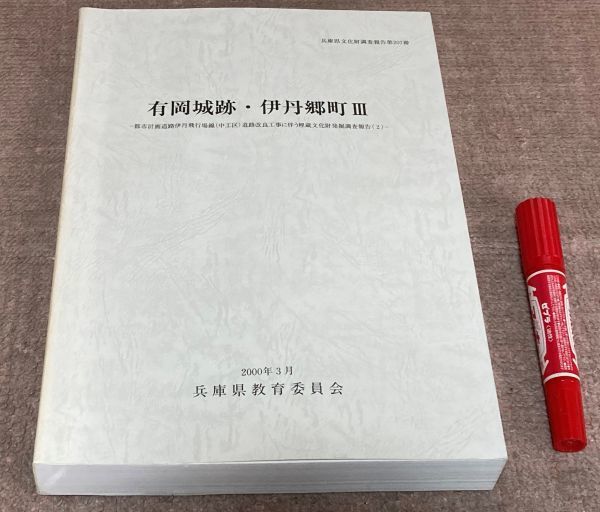 兵庫県文化財調査報告第207冊
有岡城跡・伊丹郷町Ⅲ
-都市計画道路伊丹飛行場線(中工区)道路改良工事に伴う埋蔵文化財発掘調査報告(2)-
2000年3月
兵庫県教育委員会